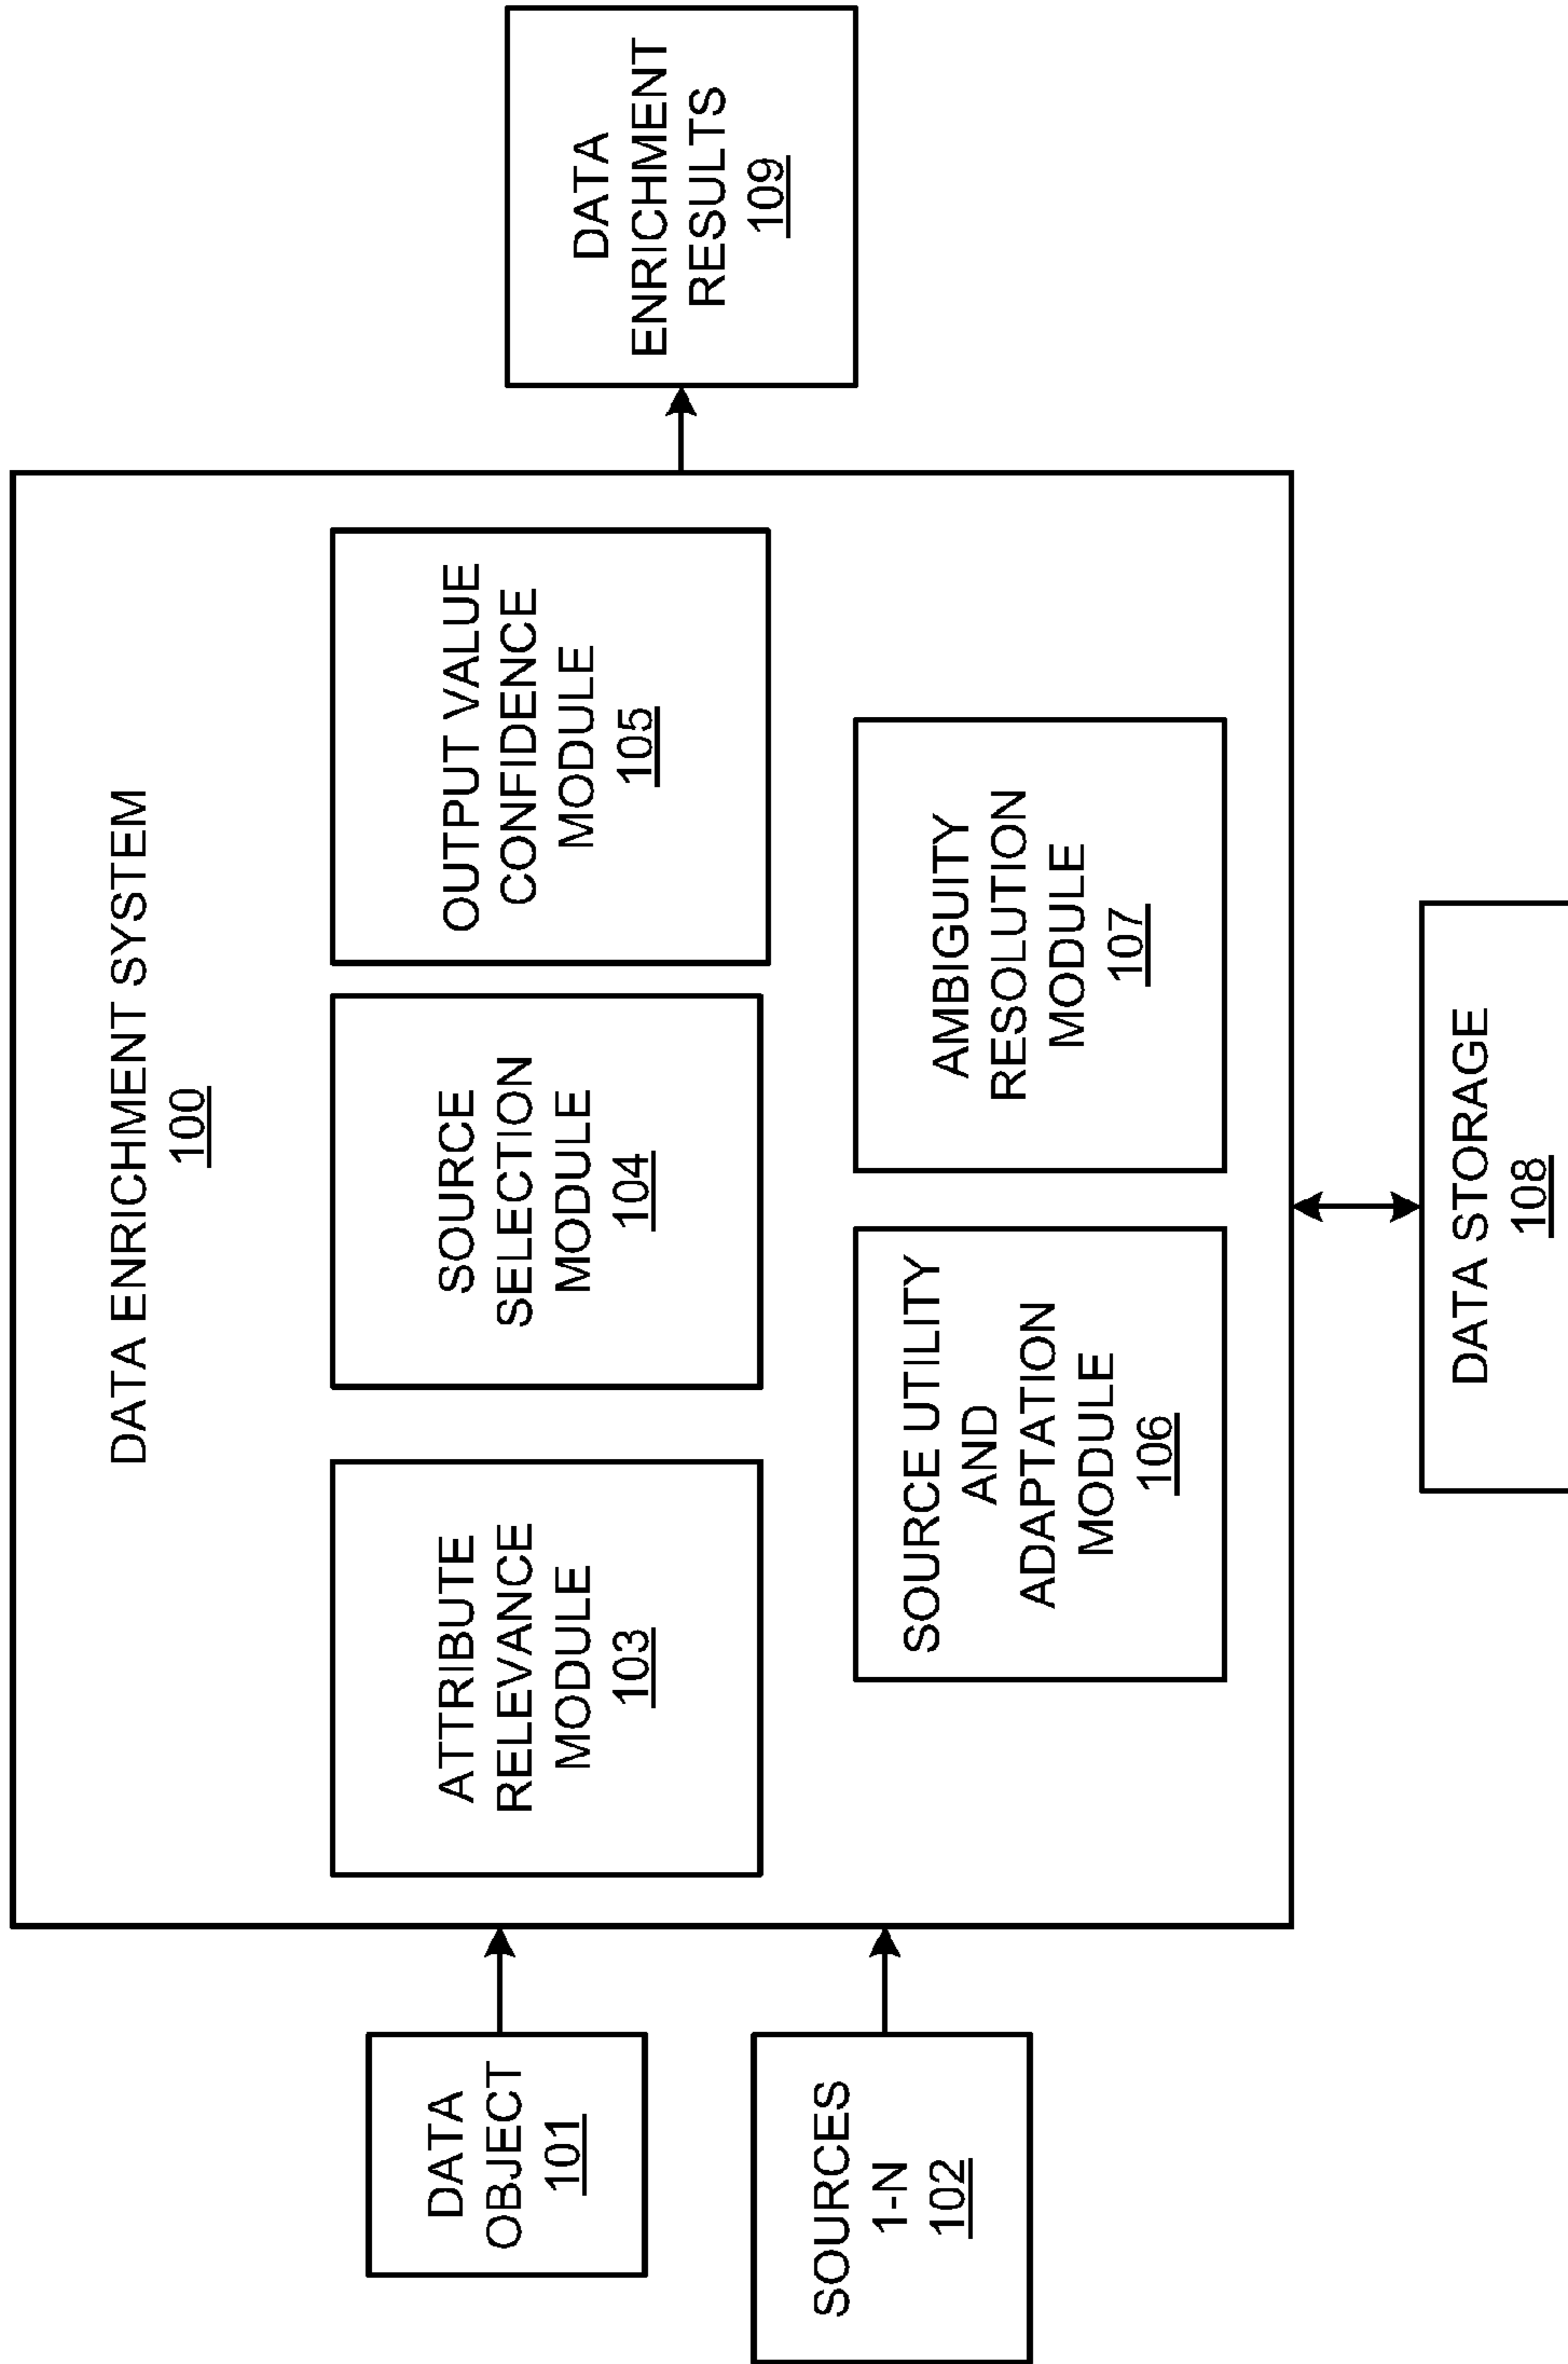 DATA ENRICHMENT SYSTEM
100
DATA
OBJECT
101
SOURCES
1-N
102
ATTRIBUTE
RELEVANCE
MODULE
103
SOURCE
SELECTION
MODULE
104
OUTPUT VALUE
CONFIDENCE
MODULE
105
SOURCE UTILITY
AND
ADAPTATION
MODULE
106
AMBIGUITY
RESOLUTION
MODULE
107
DATA STORAGE
108
DATA
ENRICHMENT
RESULTS
109